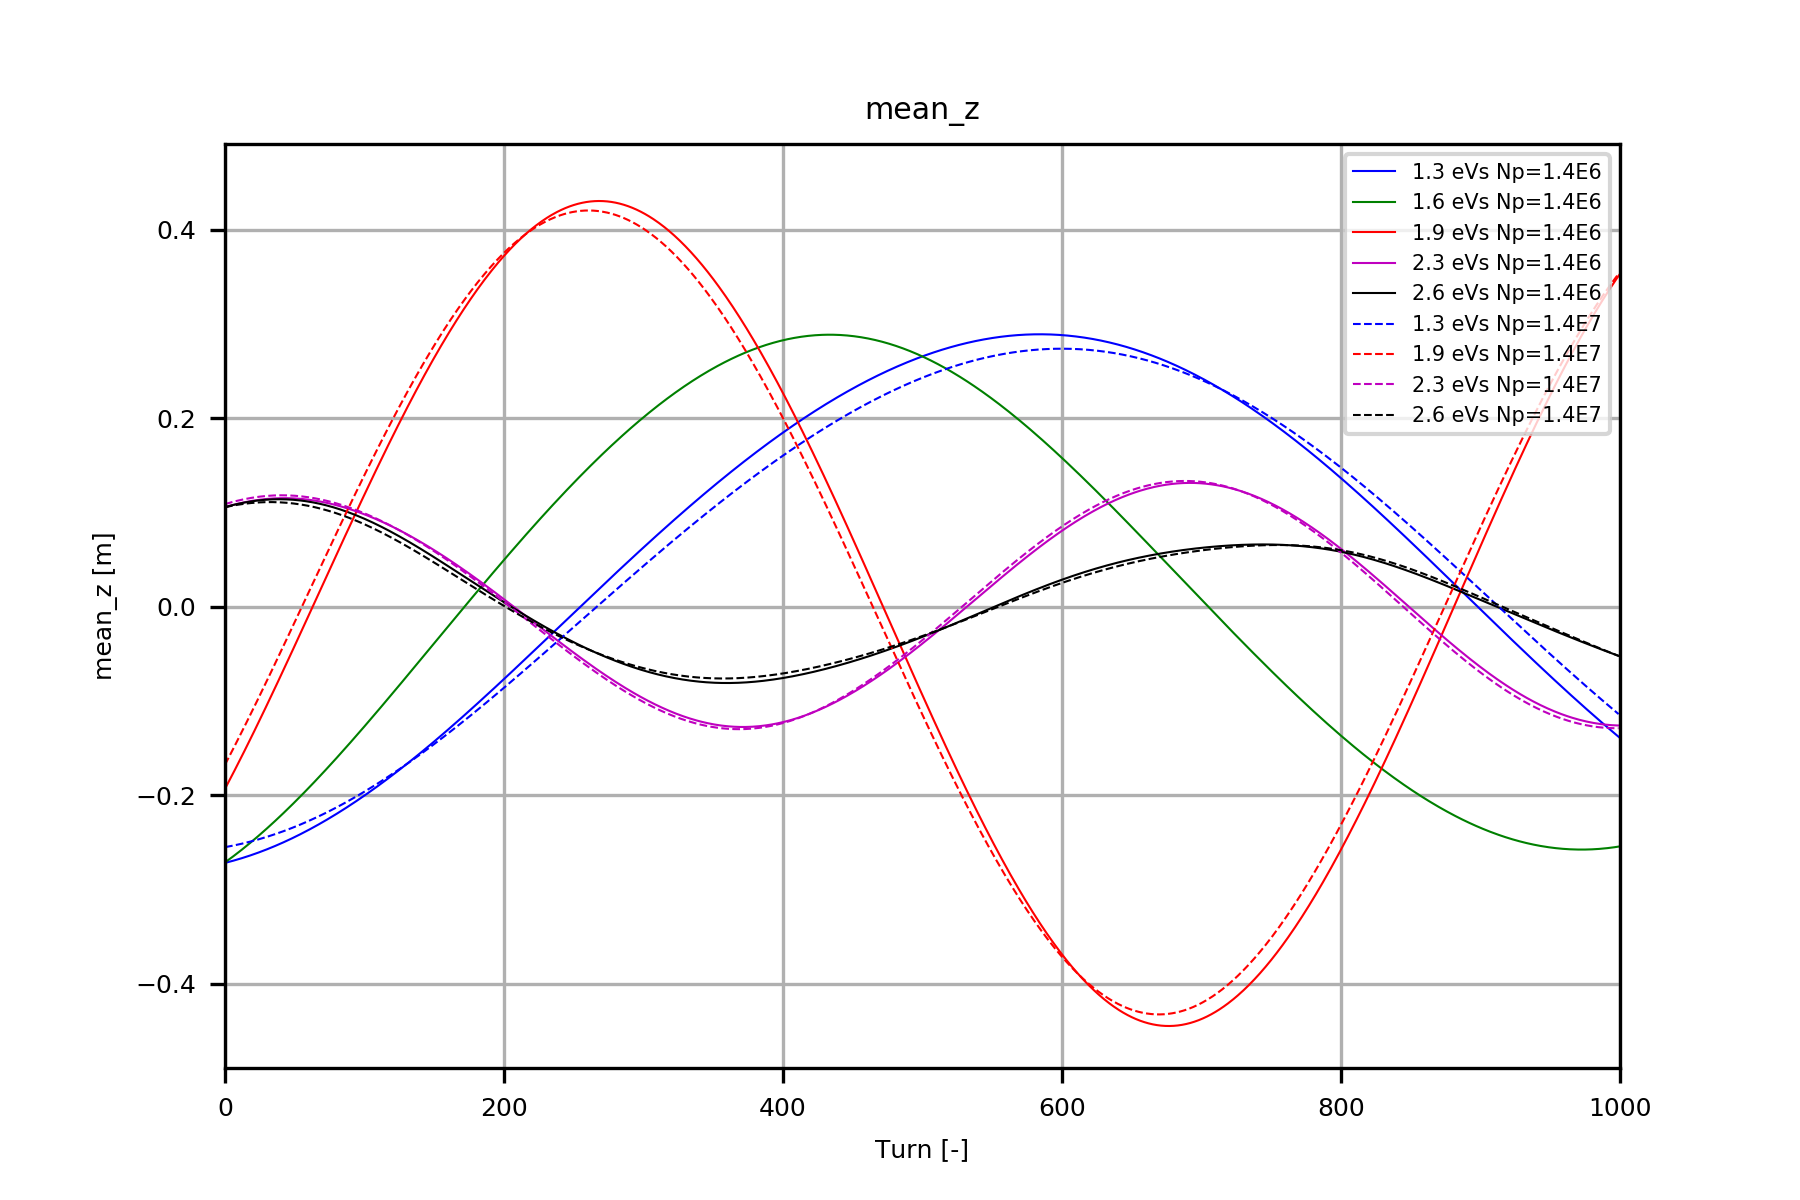 mean_z
1.3 eVs Np=1.4E6
1.6 eVs Np=1.4E6
1.9 eVs Np=1.4E6
2.3 eVs Np=1.4E6
2.6 eVs Np=1.4E6
1.3 eVs Np=1.4E7
1.9 eVs Np=1.4E7
2.3 eVs Np=1.4E7
2.6 eVs Np=1.4E7
0.4
0.2
0.0
−0.2
−0.4
mean_z [m]
0 200 400 600 800 1000
Turn [-]